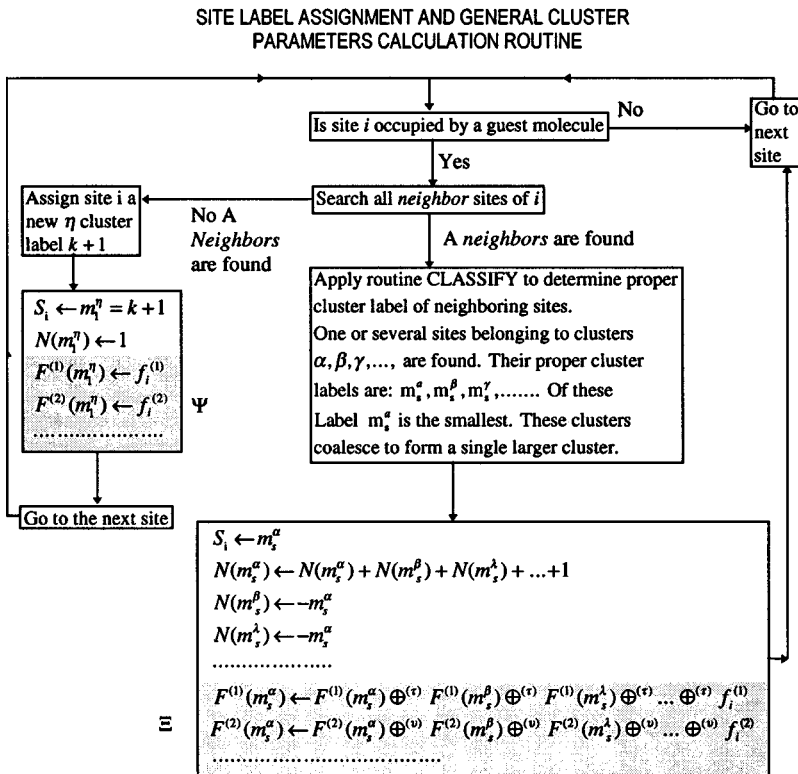 SITE LABEL ASSIGNMENT AND GENERAL CLUSTER
PARAMETERS CALCULATION ROUTINE
Is site i occupied by a guest molecule
No
Go to
next
site
Yes
Search all neighbor sites of i
Assign site i a
new η cluster
label k + 1
No A
Neighbors
are found
A neighbors are found
S_i ← m_1^η = k + 1
N(m_1^η) ← 1
F^(1)(m_1^η) ← f_i^(1)
F^(2)(m_1^η) ← f_i^(2)
Ψ
......................
Apply routine CLASSIFY to determine proper
cluster label of neighboring sites.
One or several sites belonging to clusters
α, β, γ, ..., are found. Their proper cluster
labels are: m_s^α, m_s^β, m_s^γ, ....... Of these
Label m_s^α is the smallest. These clusters
coalesce to form a single larger cluster.
Go to the next site
S_i ← m_s^α
N(m_s^α) ← N(m_s^α) + N(m_s^β) + N(m_s^λ) + ...+1
N(m_s^β) ← -m_s^α
N(m_s^λ) ← -m_s^α
....................
F^(1)(m_s^α) ← F^(1)(m_s^α) ⊕^(τ) F^(1)(m_s^β) ⊕^(τ) F^(1)(m_s^λ) ⊕^(τ) ... ⊕^(τ) f_i^(1)
Ξ
F^(2)(m_s^α) ← F^(2)(m_s^α) ⊕^(υ) F^(2)(m_s^β) ⊕^(υ) F^(2)(m_s^λ) ⊕^(υ) ... ⊕^(υ) f_i^(2)
......................................